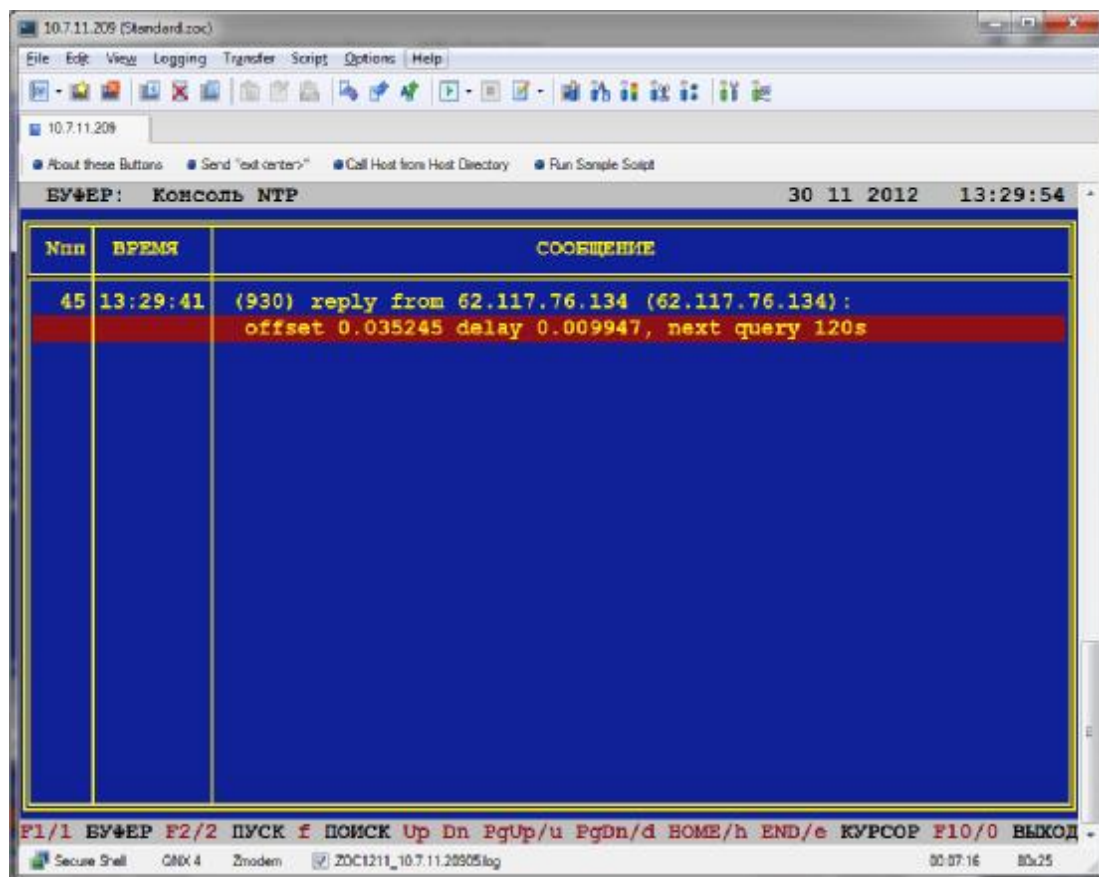 10.7.11.209 (Standard.zoc)
File Edit View Logging Transfer Script Options Help
10.7.11.209
About these Buttons Send "exit<enter>" Call Host from Host Directory Run Sample Script
БУФЕР: Консоль NTP 30 11 2012 13:29:54
Nпп ВРЕМЯ СООБЩЕНИЕ
45 13:29:41 (930) reply from 62.117.76.134 (62.117.76.134):
offset 0.035245 delay 0.009947, next query 120s
F1/1 БУФЕР F2/2 ПУСК f ПОИСК Up Dn PgUp/u PgDn/d HOME/h END/e КУРСОР F10/0 ВЫХОД
Secure Shell QNX 4 Zmodem ZOC1211_10.7.11.20905.log 00:07:16 80x25